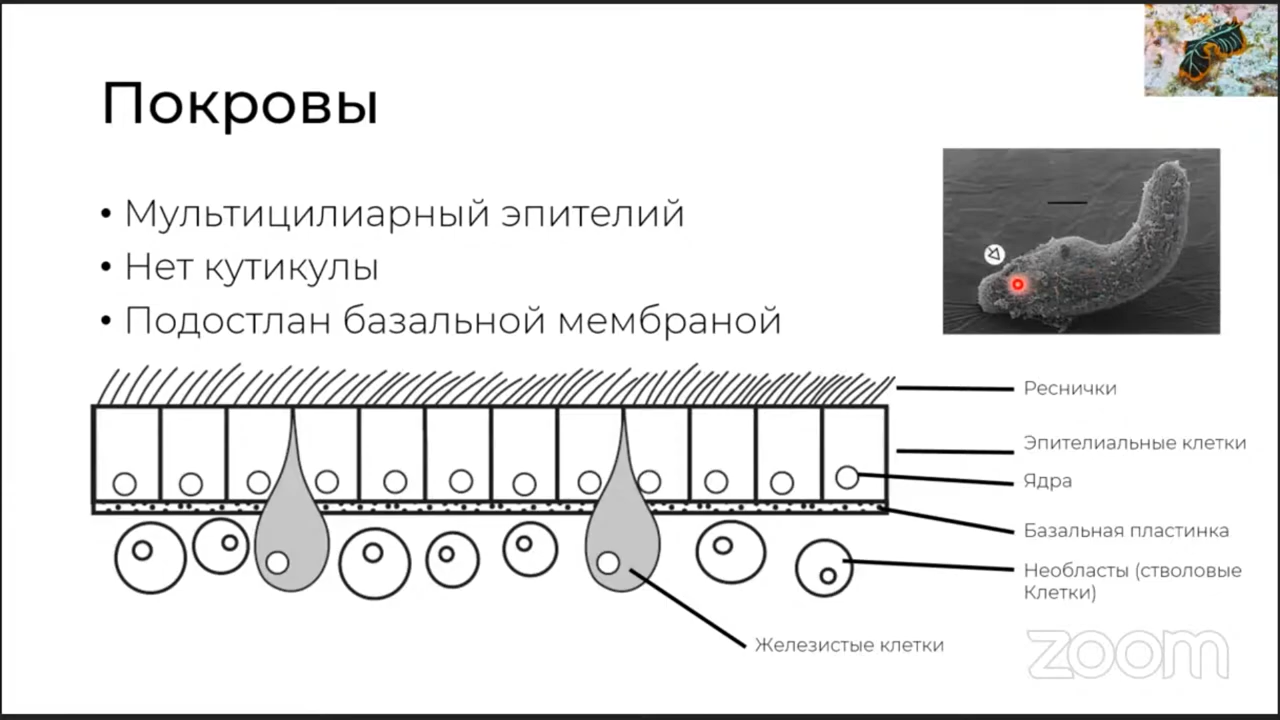 Покровы
• Мультицилиарный эпителий
• Нет кутикулы
• Подостлан базальной мембраной
Реснички
Эпителиальные клетки
Ядра
Базальная пластинка
Необласты (стволовые
Клетки)
Железистые клетки
zoom